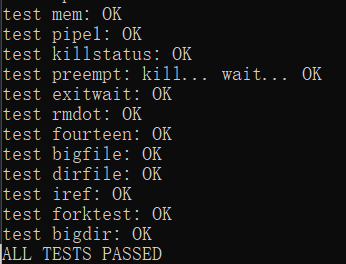 test mem: OK
test pipe1: OK
test killstatus: OK
test preempt: kill... wait... OK
test exitwait: OK
test rmdot: OK
test fourteen: OK
test bigfile: OK
test dirfile: OK
test iref: OK
test forktest: OK
test bigdir: OK
ALL TESTS PASSED